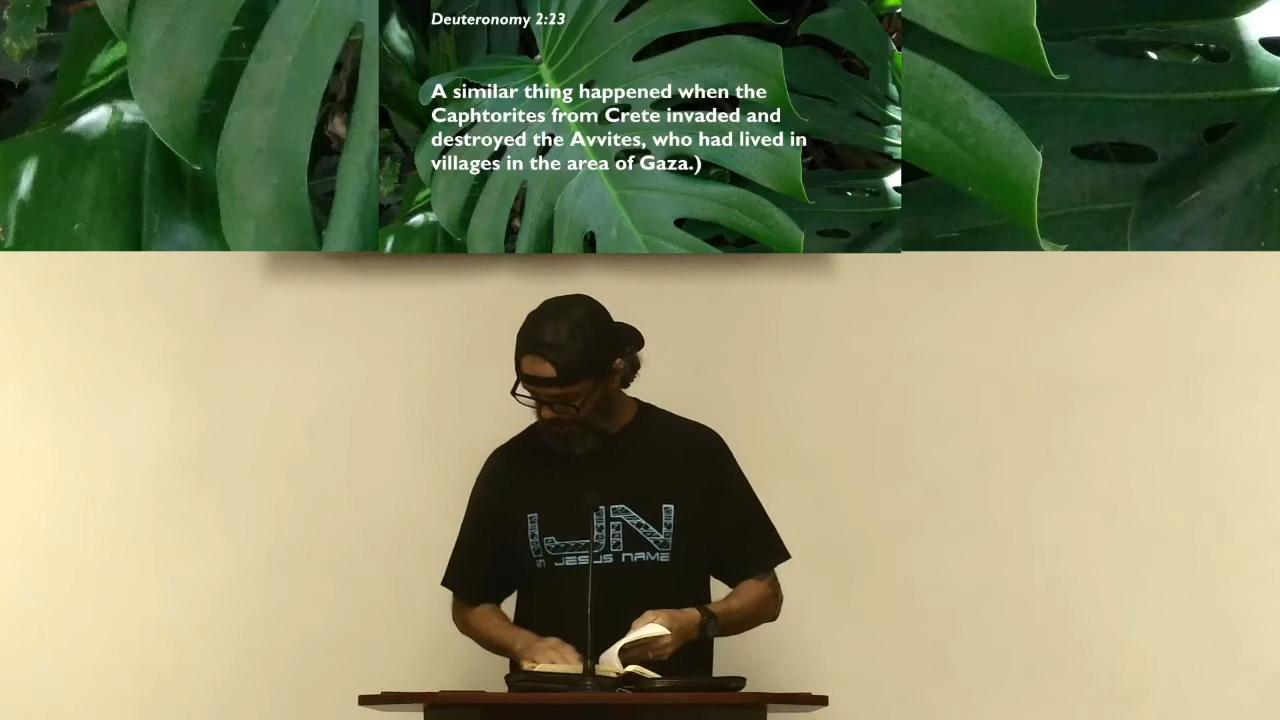 Deuteronomy 2:23
A similar thing happened when the
Caphtorites from Crete invaded and
destroyed the Avvites, who had lived in
villages in the area of Gaza.)
IJN
IN JESUS NAME